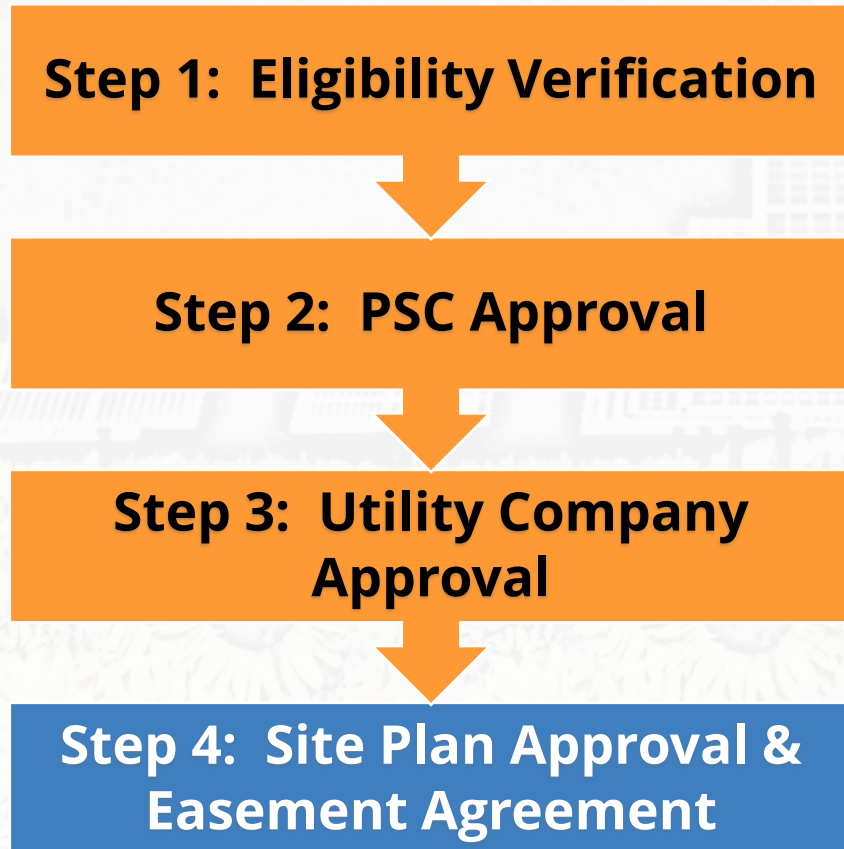 Step 1:  Eligibility Verification
Step 2:  PSC Approval
Step 3:  Utility Company
Approval
Step 4:  Site Plan Approval &
Easement Agreement